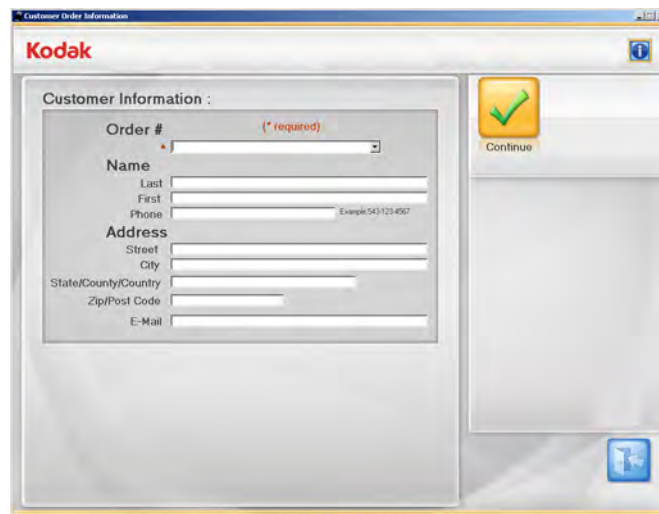 Customer Order Information
Kodak
Customer Information :
Order # (* required)
*
Name
Last
First
Phone Example:543-123-4567
Address
Street
City
State/County/Country
Zip/Post Code
E-Mail
Continue